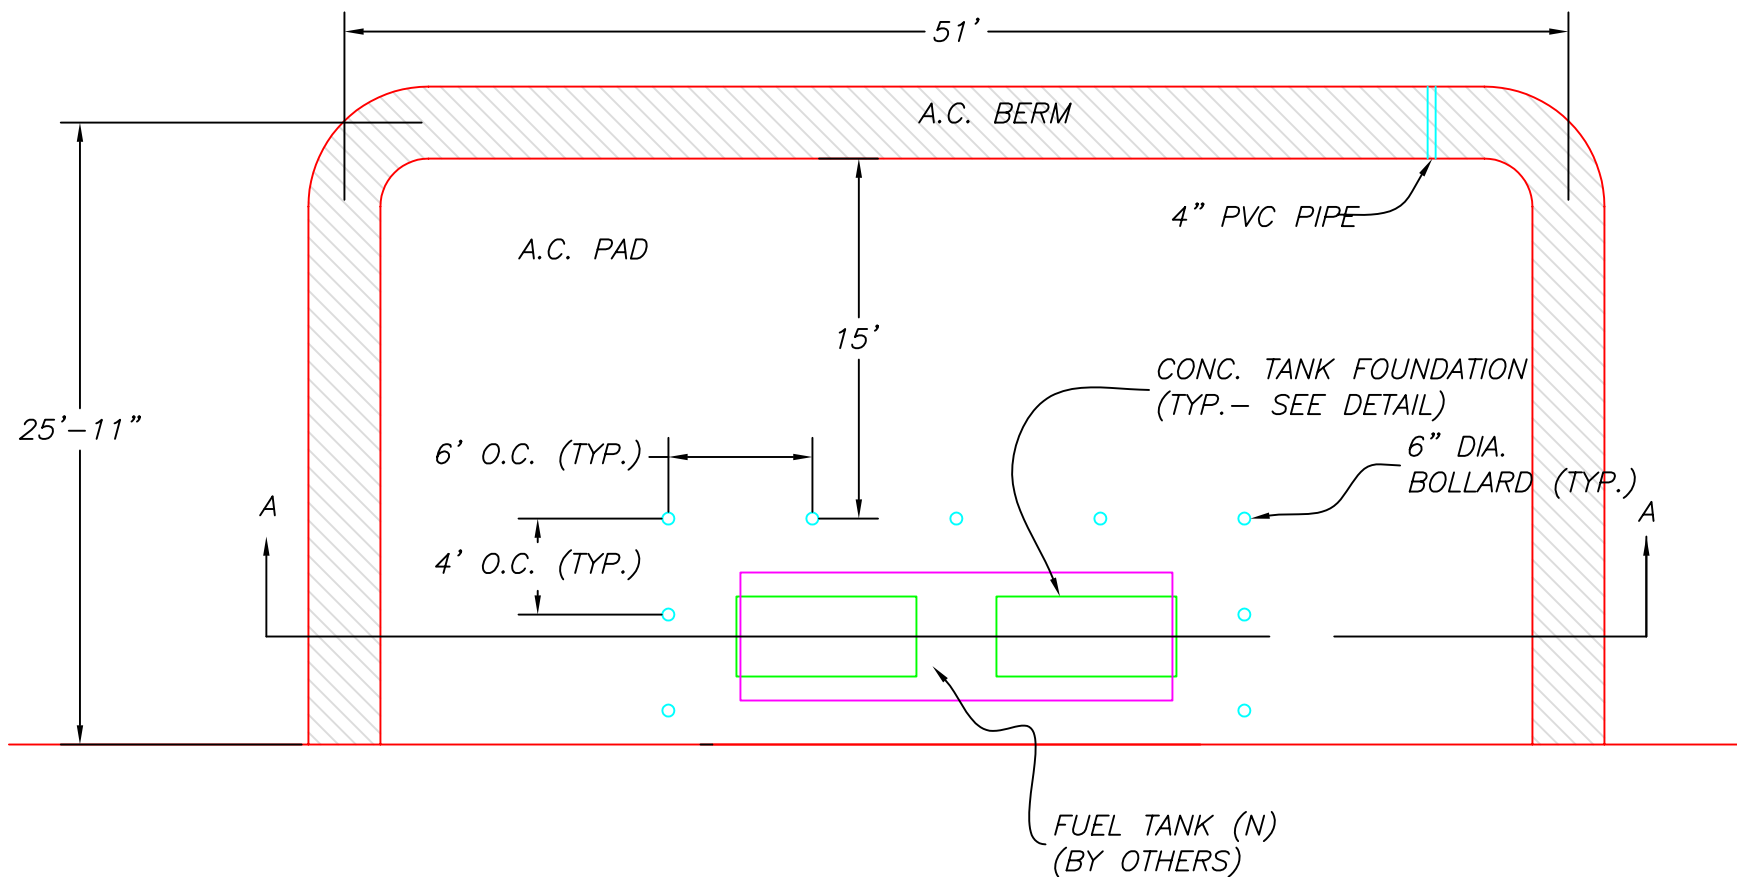 51'
A.C. BERM
4" PVC PIPE
A.C. PAD
15'
CONC. TANK FOUNDATION
(TYP.- SEE DETAIL)
25'-11"
6' O.C. (TYP.)
6" DIA.
BOLLARD (TYP.)
A
A
4' O.C. (TYP.)
FUEL TANK (N)
(BY OTHERS)